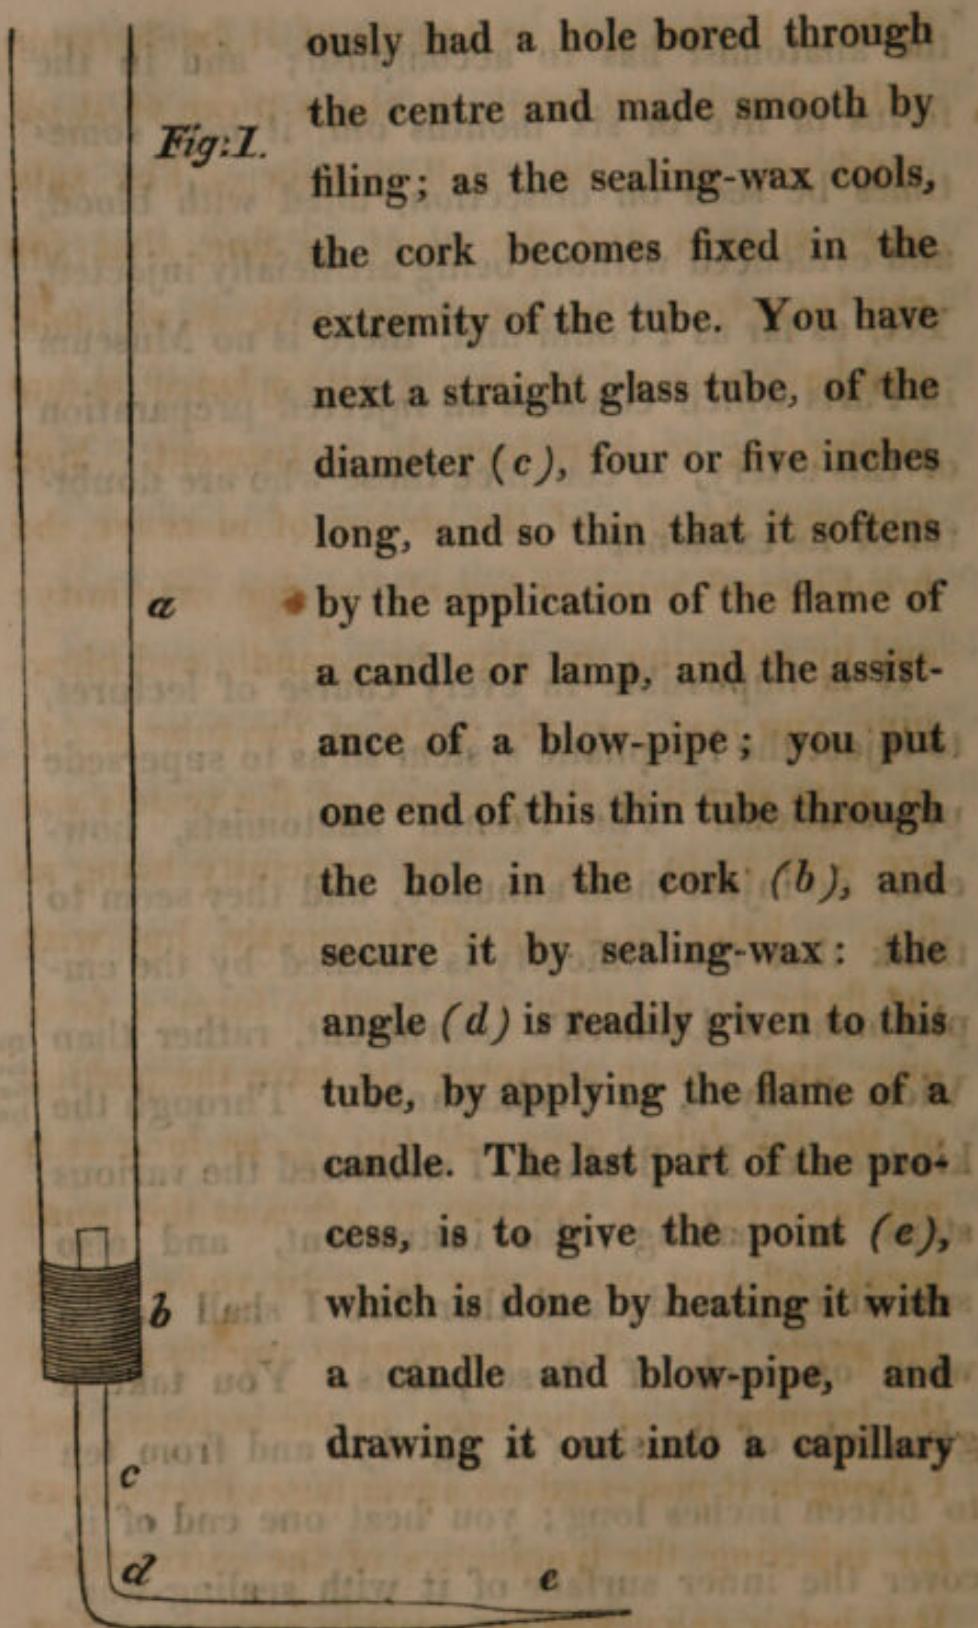 ously had a hole bored through
the centre and made smooth by
Fig:1.
filing; as the sealing-wax cools,
the cork becomes fixed in the
extremity of the tube. You have
next a straight glass tube, of the
diameter (c), four or five inches
long, and so thin that it softens
a
by the application of the flame of
a candle or lamp, and the assist-
ance of a blow-pipe; you put
one end of this thin tube through
the hole in the cork (b), and
secure it by sealing-wax: the
angle (d) is readily given to this
tube, by applying the flame of a
candle. The last part of the pro-
cess, is to give the point (e),
b
which is done by heating it with
a candle and blow-pipe, and
drawing it out into a capillary
c
d
e